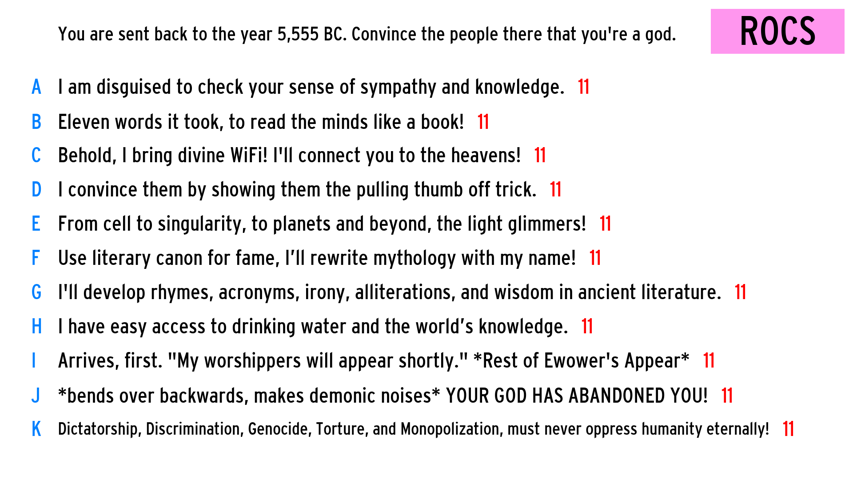 You are sent back to the year 5,555 BC. Convince the people there that you're a god.
ROCS
A I am disguised to check your sense of sympathy and knowledge. 11
B Eleven words it took, to read the minds like a book! 11
C Behold, I bring divine WiFi! I'll connect you to the heavens! 11
D I convince them by showing them the pulling thumb off trick. 11
E From cell to singularity, to planets and beyond, the light glimmers! 11
F Use literary canon for fame, I’ll rewrite mythology with my name! 11
G I'll develop rhymes, acronyms, irony, alliterations, and wisdom in ancient literature. 11
H I have easy access to drinking water and the world’s knowledge. 11
I Arrives, first. "My worshippers will appear shortly." *Rest of Ewower's Appear* 11
J *bends over backwards, makes demonic noises* YOUR GOD HAS ABANDONED YOU! 11
K Dictatorship, Discrimination, Genocide, Torture, and Monopolization, must never oppress humanity eternally! 11